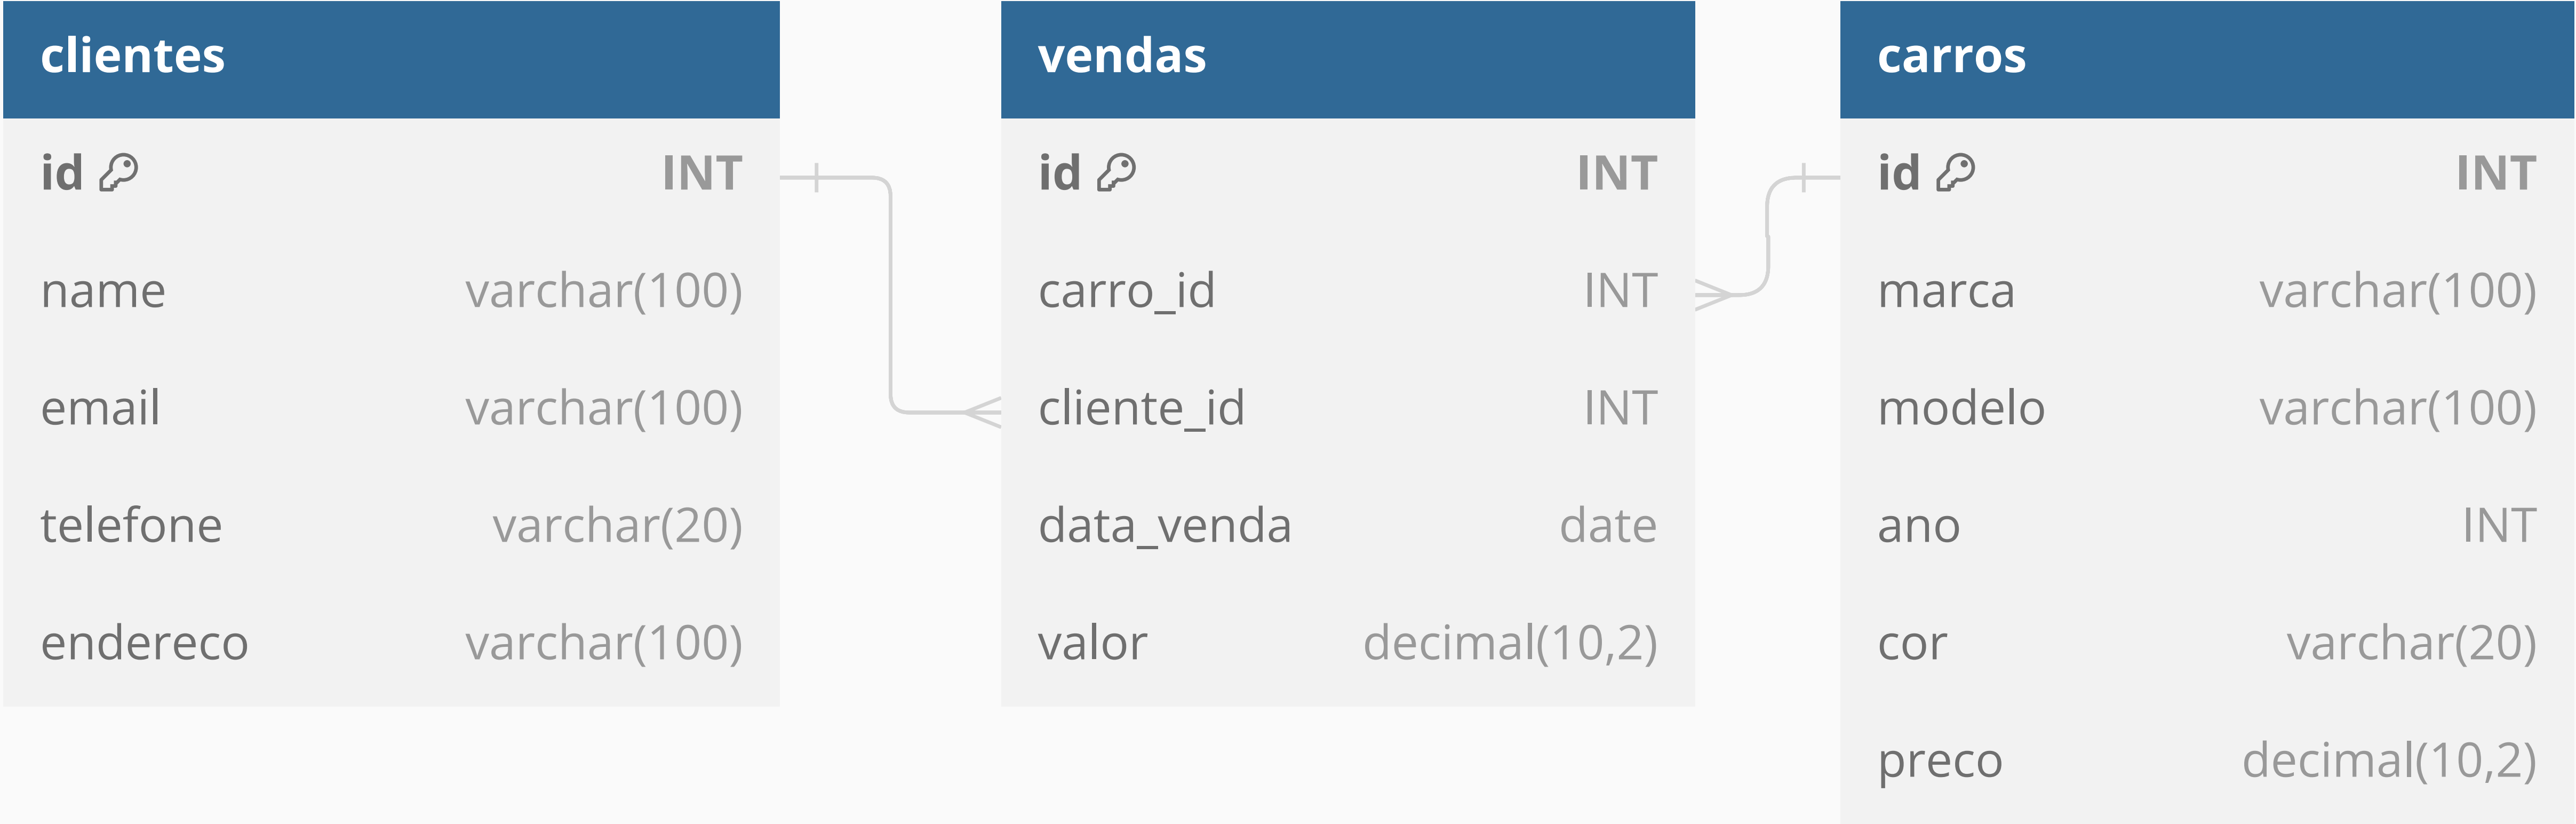 clientes
id INT
name varchar(100)
email varchar(100)
telefone varchar(20)
endereco varchar(100)
vendas
id INT
carro_id INT
cliente_id INT
data_venda date
valor decimal(10,2)
carros
id INT
marca varchar(100)
modelo varchar(100)
ano INT
cor varchar(20)
preco decimal(10,2)